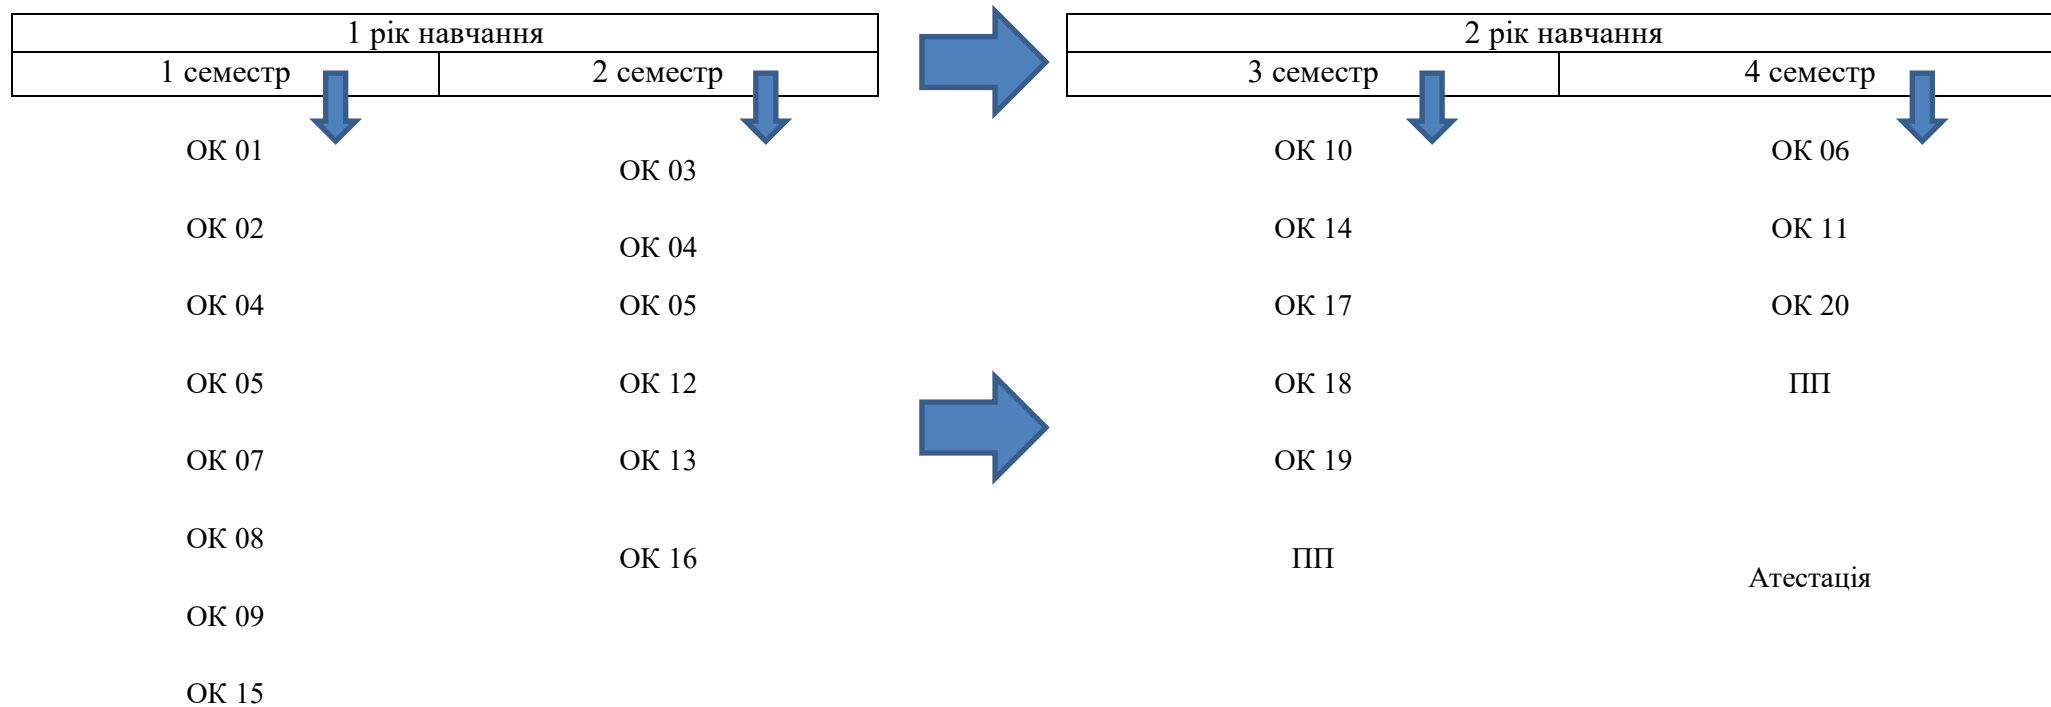 1 рік навчання
2 рік навчання
1 семестр
2 семестр
3 семестр
4 семестр
ОК 01
ОК 02
ОК 04
ОК 05
ОК 07
ОК 08
ОК 09
ОК 15
ОК 03
ОК 04
ОК 05
ОК 12
ОК 13
ОК 16
ОК 10
ОК 14
ОК 17
ОК 18
ОК 19
ПП
ОК 06
ОК 11
ОК 20
ПП
Атестація